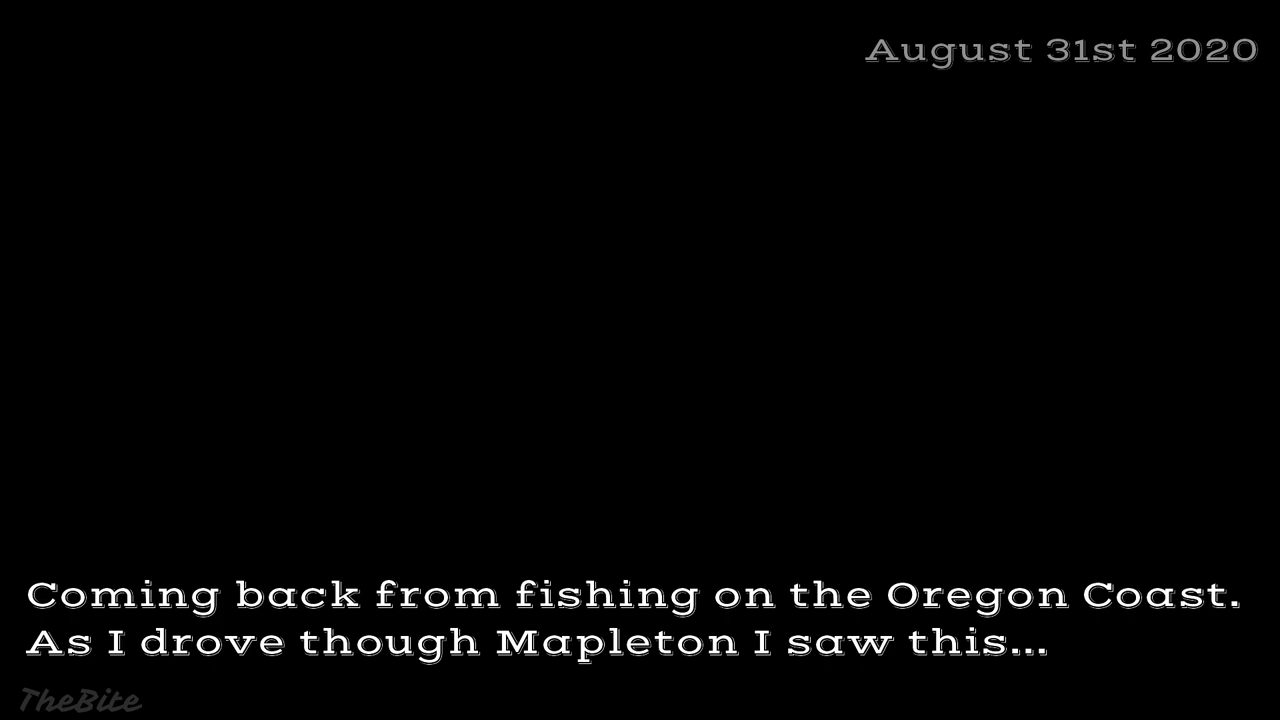 August 31st 2020
Coming back from fishing on the Oregon Coast.
As I drove though Mapleton I saw this...
TheBite